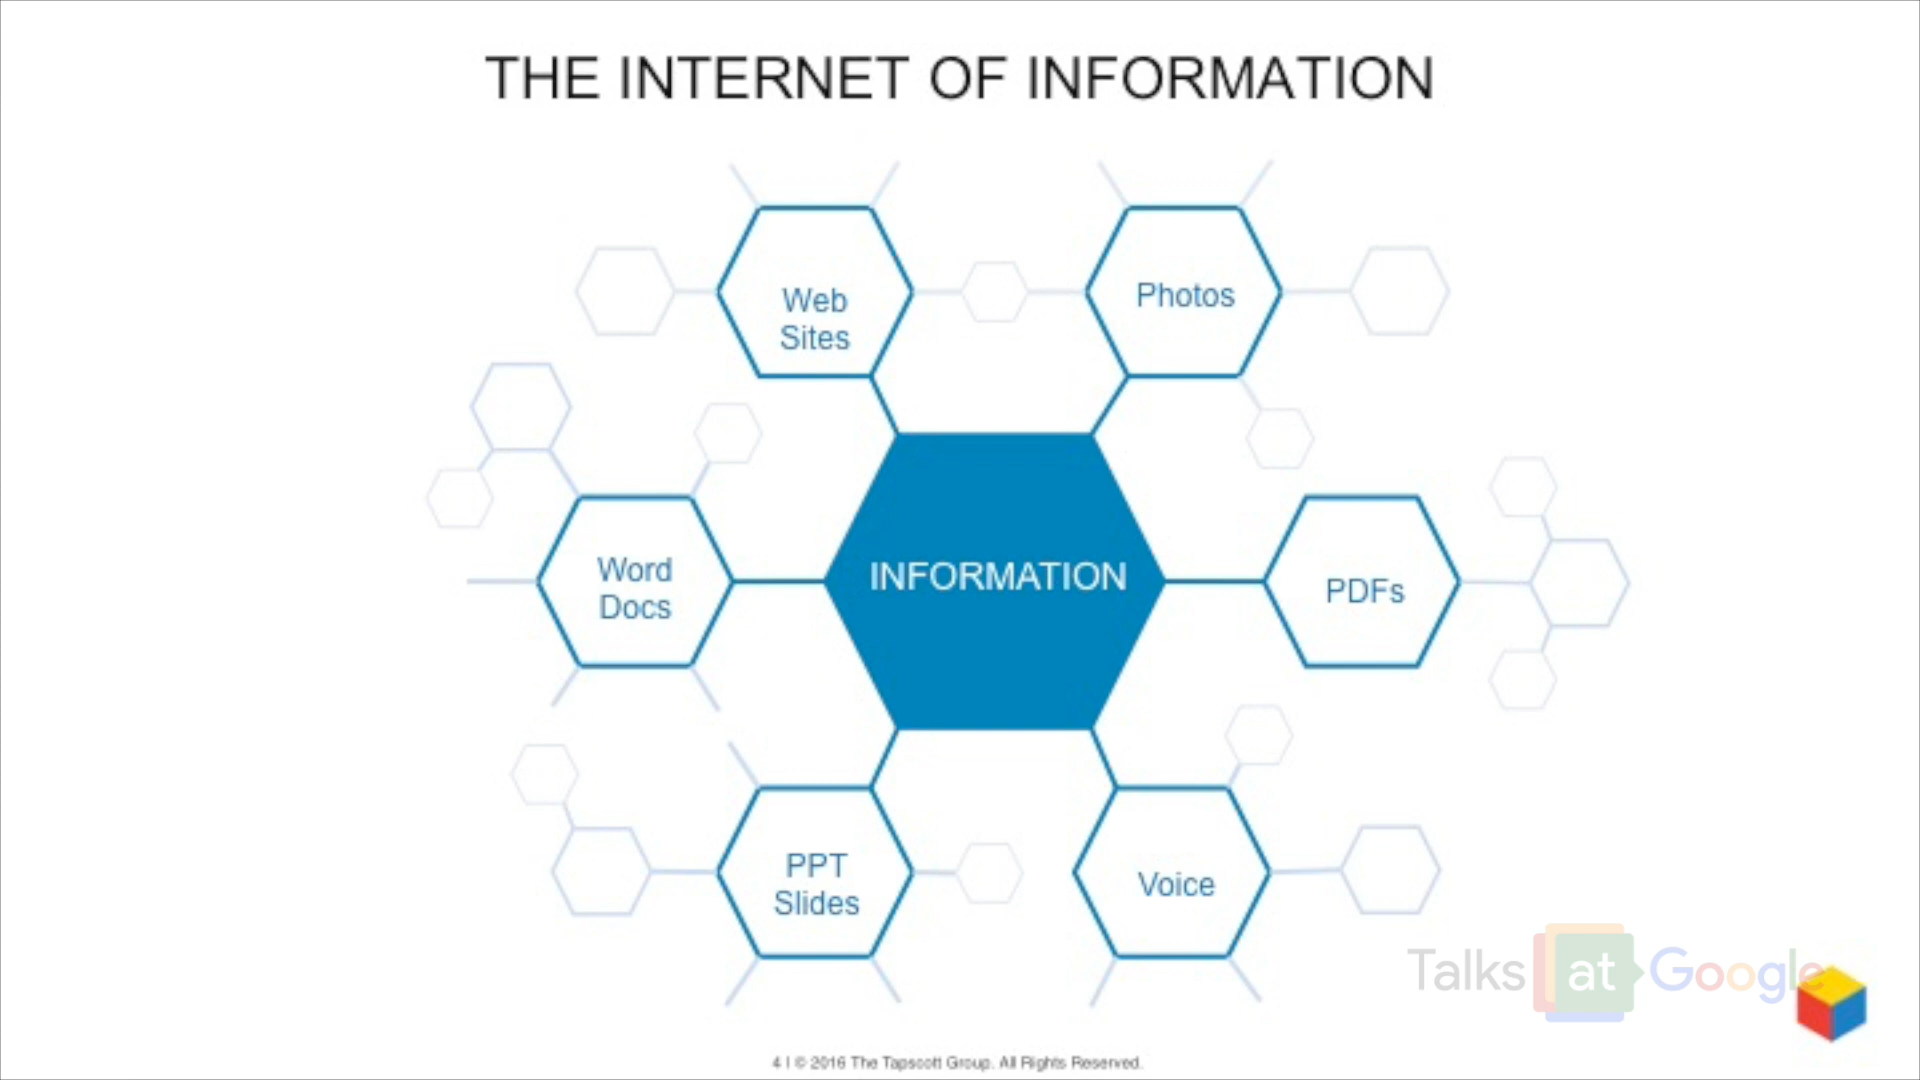 THE INTERNET OF INFORMATION
Web
Sites
Photos
Word
Docs
INFORMATION
PDFs
PPT
Slides
Voice
Talks at Google
4 | © 2016 The Tapscott Group. All Rights Reserved.